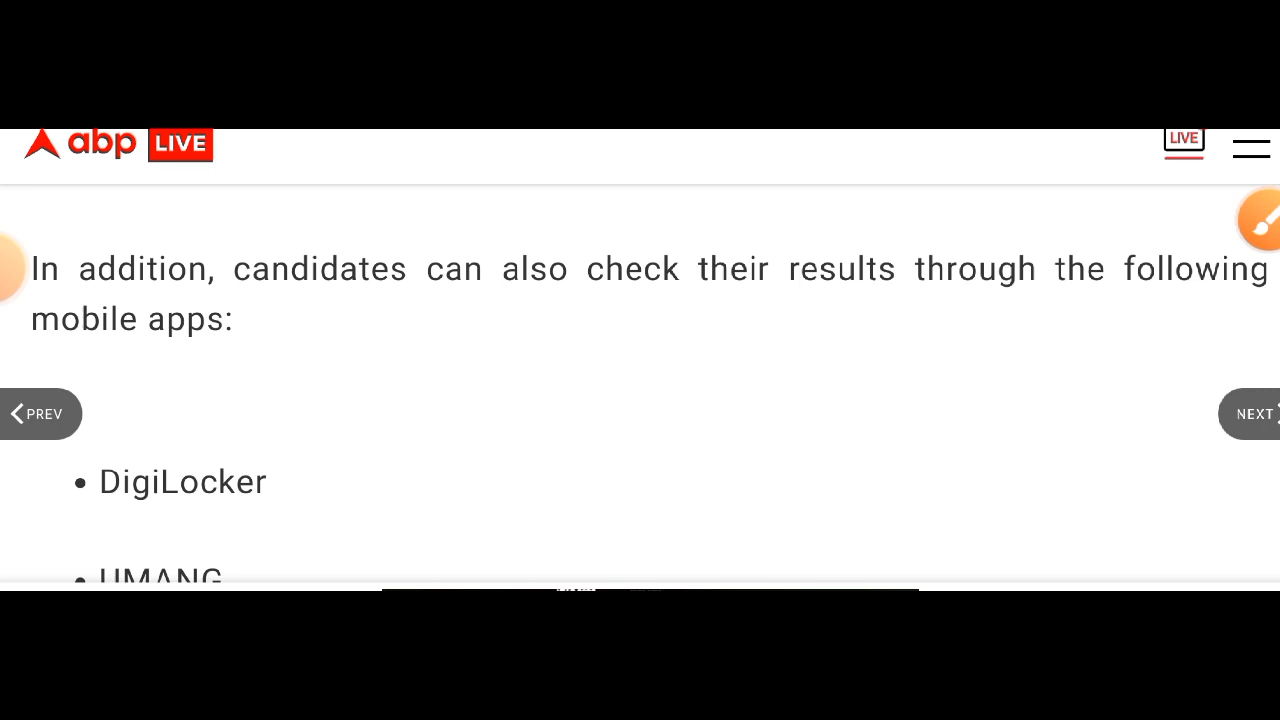 abp LIVE
LIVE
In addition, candidates can also check their results through the following
mobile apps:
PREV
NEXT
• DigiLocker
• UMANG